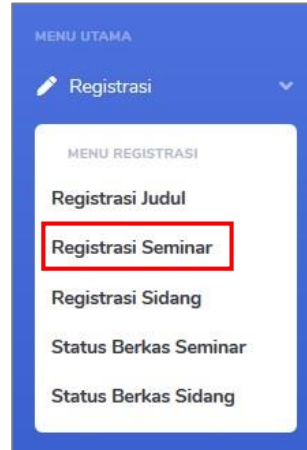 MENU UTAMA
Registrasi
MENU REGISTRASI
Registrasi Judul
Registrasi Seminar
Registrasi Sidang
Status Berkas Seminar
Status Berkas Sidang